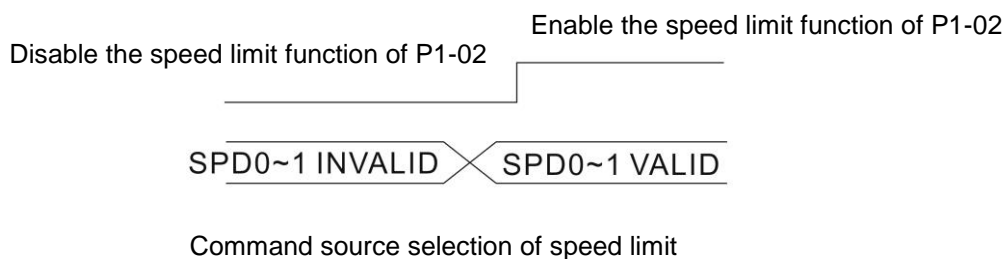 Enable the speed limit function of P1-02
Disable the speed limit function of P1-02
SPD0~1 INVALID
SPD0~1 VALID
Command source selection of speed limit